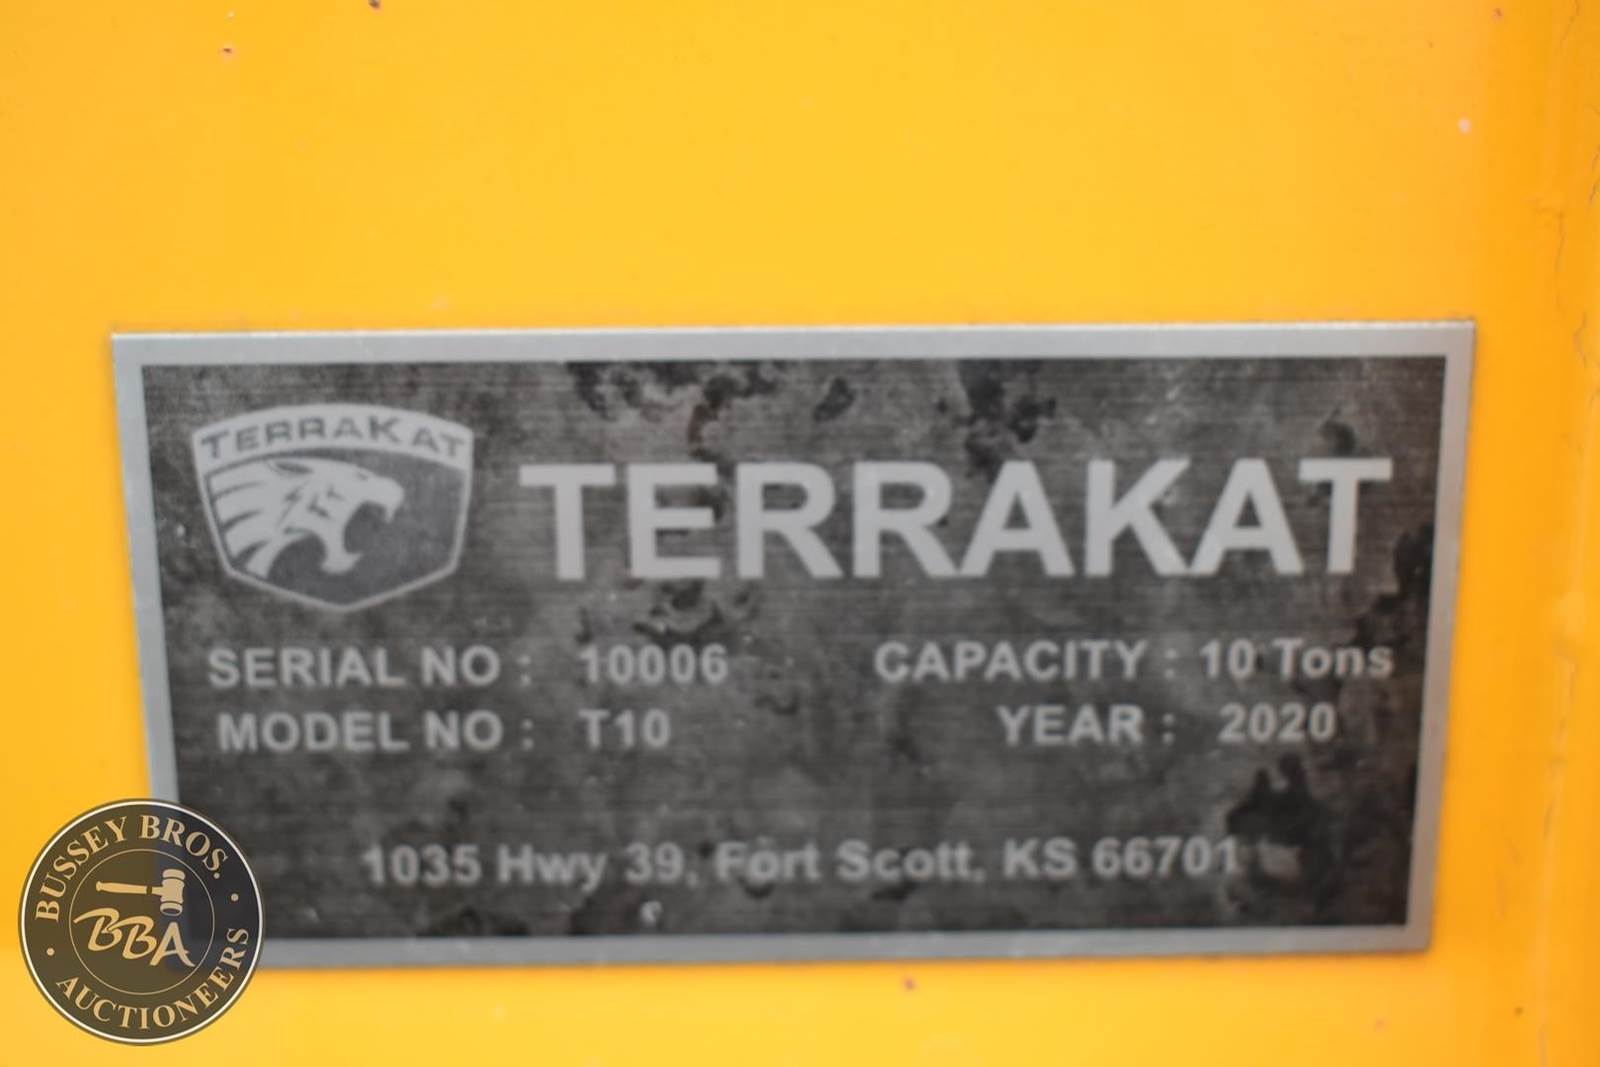 TERRAKAT
TERRAKAT
SERIAL NO : 10006 CAPACITY : 10 Tons
MODEL NO : T10 YEAR : 2020
1035 Hwy 39, Fort Scott, KS 66701
BUSSEY BROS.
BBA
AUCTIONEERS